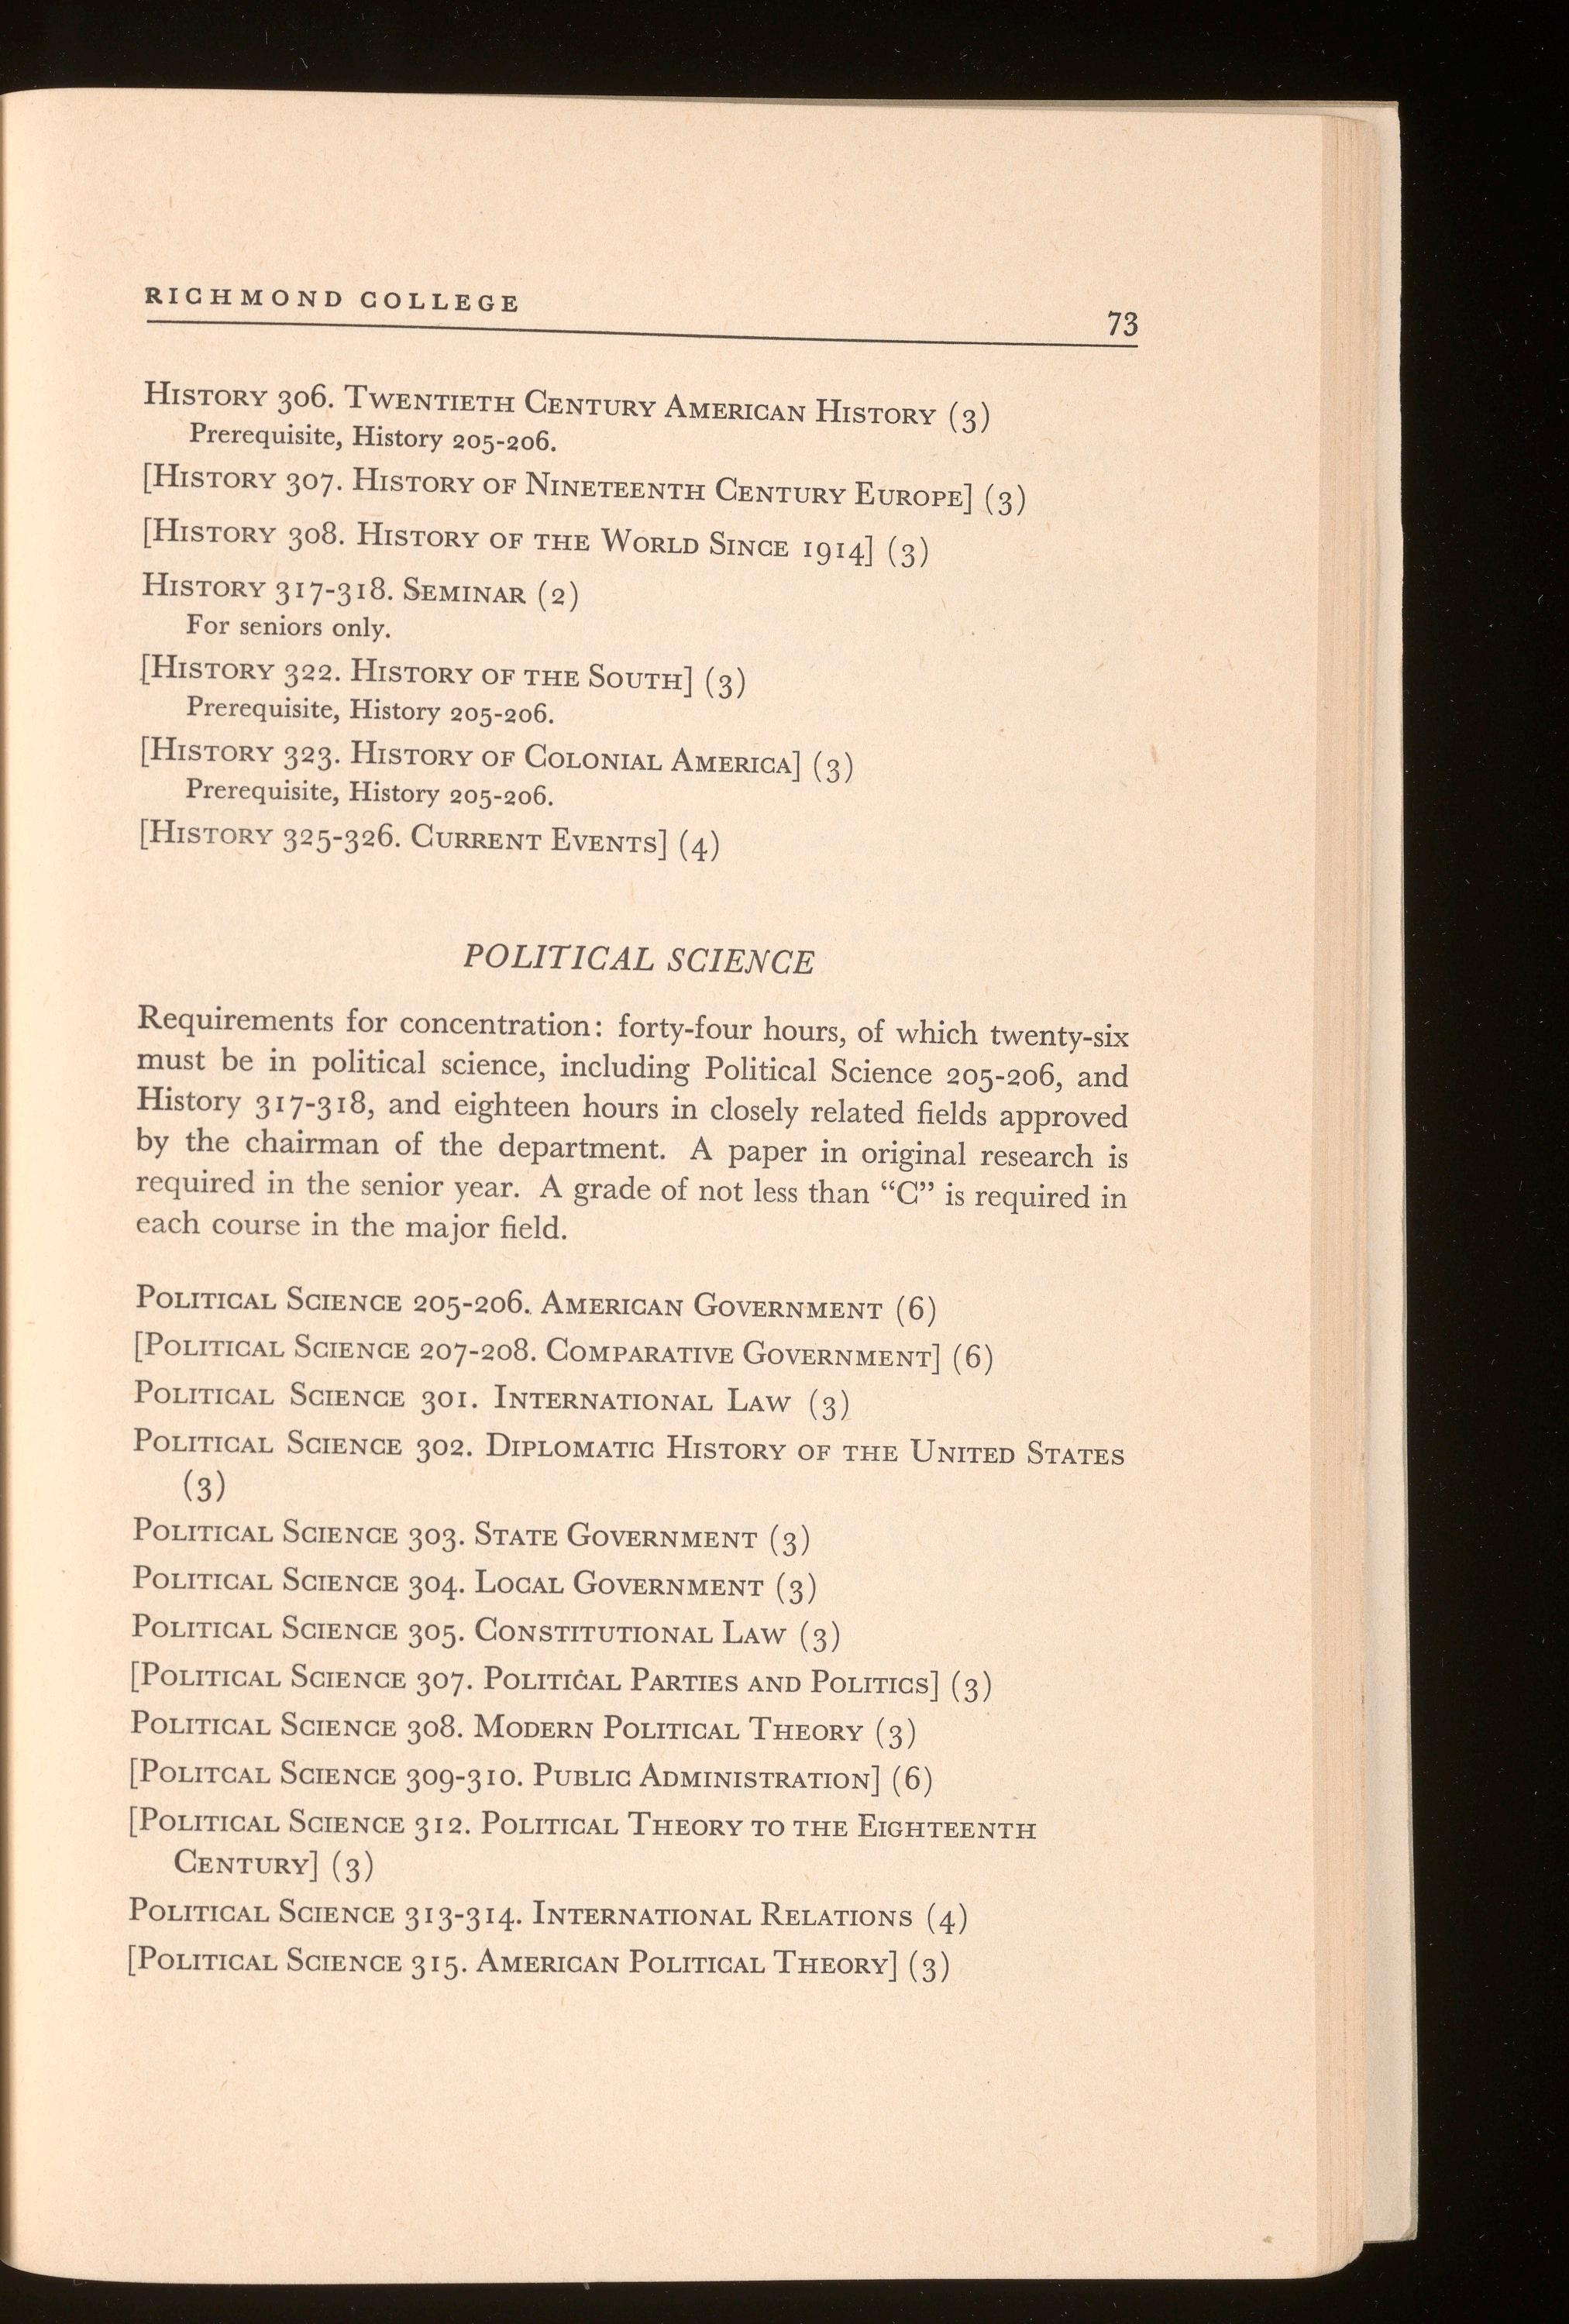 RICHMOND COLLEGE
73
HISTORY 306. TWENTIETH CENTURY AMERICAN HISTORY (3)
Prerequisite, History 205-206.
[HISTORY 307. HISTORY OF NINETEENTH CENTURY EUROPE] (3)
[HISTORY 308. HISTORY OF THE WORLD SINCE 1914] (3)
HISTORY 317-318. SEMINAR (2)
For seniors only.
[HISTORY 322. HISTORY OF THE SOUTH] (3)
Prerequisite, History 205-206.
[HISTORY 323. HISTORY OF COLONIAL AMERICA] (3)
Prerequisite, History 205-206.
[HISTORY 325-326. CURRENT EVENTS] (4)
POLITICAL SCIENCE
Requirements for concentration: forty-four hours, of which twenty-six
must be in political science, including Political Science 205-206, and
History 317-318, and eighteen hours in closely related fields approved
by the chairman of the department. A paper in original research is
required in the senior year. A grade of not less than “C” is required in
each course in the major field.
POLITICAL SCIENCE 205-206. AMERICAN GOVERNMENT (6)
[POLITICAL SCIENCE 207-208. COMPARATIVE GOVERNMENT] (6)
POLITICAL SCIENCE 301. INTERNATIONAL LAW (3)
POLITICAL SCIENCE 302. DIPLOMATIC HISTORY OF THE UNITED STATES
(3)
POLITICAL SCIENCE 303. STATE GOVERNMENT (3)
POLITICAL SCIENCE 304. LOCAL GOVERNMENT (3)
POLITICAL SCIENCE 305. CONSTITUTIONAL LAW (3)
[POLITICAL SCIENCE 307. POLITICAL PARTIES AND POLITICS] (3)
POLITICAL SCIENCE 308. MODERN POLITICAL THEORY (3)
[POLITCAL SCIENCE 309-310. PUBLIC ADMINISTRATION] (6)
[POLITICAL SCIENCE 312. POLITICAL THEORY TO THE EIGHTEENTH
CENTURY] (3)
POLITICAL SCIENCE 313-314. INTERNATIONAL RELATIONS (4)
[POLITICAL SCIENCE 315. AMERICAN POLITICAL THEORY] (3)